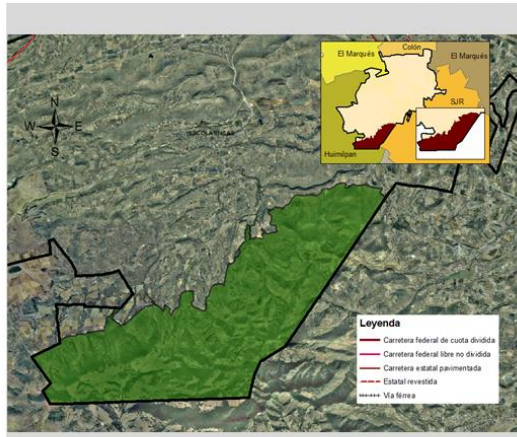 Colón
El Marqués
El Marqués
SJR
Huimilpan
N
W E
S
Leyenda
Carretera federal de cuota dividida
Carretera federal libre no dividida
Carretera estatal pavimentada
Estatal revestida
Vía férrea